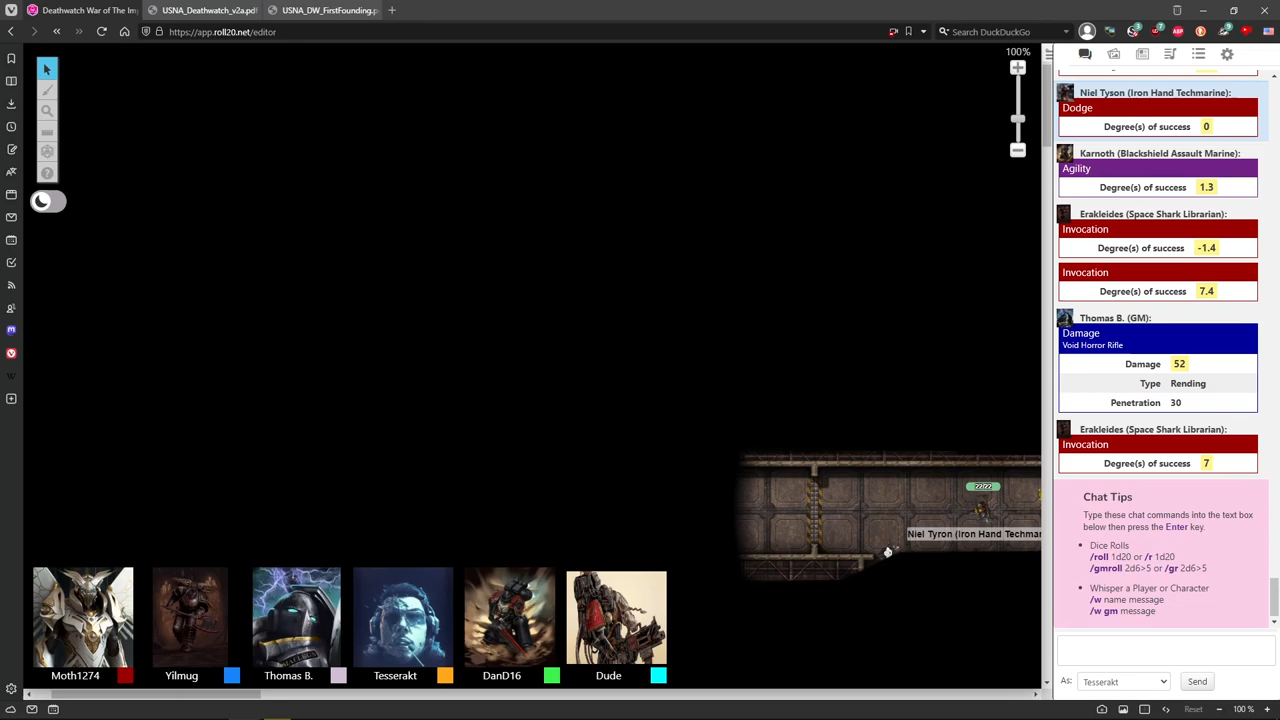 Deathwatch War of The Imp
USNA_Deathwatch_v2a.pdf
USNA_DW_FirstFounding.p
https://app.roll20.net/editor
Search DuckDuckGo
100%
Niel Tyson (Iron Hand Techmarine):
Dodge
Degree(s) of success 0
Karnoth (Blackshield Assault Marine):
Agility
Degree(s) of success 1.3
Erakleides (Space Shark Librarian):
Invocation
Degree(s) of success -1.4
Invocation
Degree(s) of success 7.4
Thomas B. (GM):
Damage
Void Horror Rifle
Damage 52
Type Rending
Penetration 30
Erakleides (Space Shark Librarian):
Invocation
Degree(s) of success 7
Chat Tips
Type these chat commands into the text box
below then press the Enter key.
Dice Rolls
/roll 1d20 or /r 1d20
/gmroll 2d6>5 or /gr 2d6>5
Whisper a Player or Character
/w name message
/w gm message
22/22
Niel Tyron (Iron Hand Techmar
Moth1274
Yilmug
Thomas B.
Tesserakt
DanD16
Dude
As: Tesserakt Send
Reset 100 %